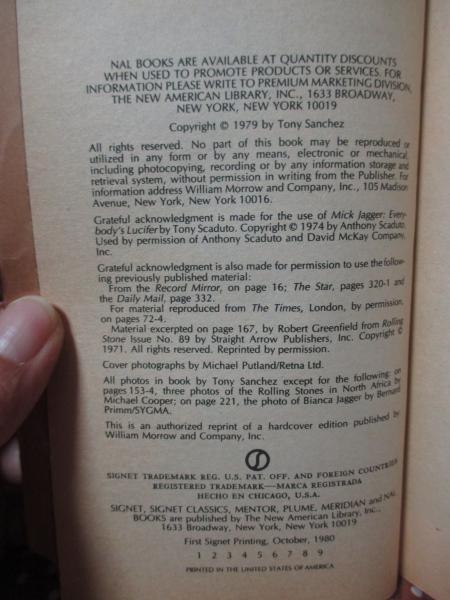 NAL BOOKS ARE AVAILABLE AT QUANTITY DISCOUNTS
WHEN USED TO PROMOTE PRODUCTS OR SERVICES. FOR
INFORMATION PLEASE WRITE TO PREMIUM MARKETING DIVISION,
THE NEW AMERICAN LIBRARY, INC., 1633 BROADWAY,
NEW YORK, NEW YORK 10019
Copyright © 1979 by Tony Sanchez
All rights reserved. No part of this book may be reproduced or
utilized in any form or by any means, electronic or mechanical,
including photocopying, recording or by any information storage and
retrieval system, without permission in writing from the Publisher. For
information address William Morrow and Company, Inc., 105 Madison
Avenue, New York, New York 10016.
Grateful acknowledgment is made for the use of Mick Jagger: Every-
body's Lucifer by Tony Scaduto. Copyright © 1974 by Anthony Scaduto.
Used by permission of Anthony Scaduto and David McKay Company,
Inc.
Grateful acknowledgment is also made for permission to use the follow-
ing previously published material:
From the Record Mirror, on page 16; The Star, pages 320-1 and
the Daily Mail, page 332.
For material reproduced from The Times, London, by permission,
on pages 72-4.
Material excerpted on page 167, by Robert Greenfield from Rolling
Stone Issue No. 89 by Straight Arrow Publishers, Inc. Copyright ©
1971. All rights reserved. Reprinted by permission.
Cover photographs by Michael Putland/Retna Ltd.
All photos in book by Tony Sanchez except for the following: on
pages 153-4, three photos of the Rolling Stones in North Africa by
Michael Cooper; on page 221, the photo of Bianca Jagger by Bernard
Primm/SYGMA.
This is an authorized reprint of a hardcover edition published by
William Morrow and Company, Inc.
SIGNET TRADEMARK REG. U.S. PAT. OFF. AND FOREIGN COUNTRIES
REGISTERED TRADEMARK—MARCA REGISTRADA
HECHO EN CHICAGO, U.S.A.
SIGNET, SIGNET CLASSICS, MENTOR, PLUME, MERIDIAN and NAL
BOOKS are published by The New American Library, Inc.,
1633 Broadway, New York, New York 10019
First Signet Printing, October, 1980
1 2 3 4 5 6 7 8 9
PRINTED IN THE UNITED STATES OF AMERICA